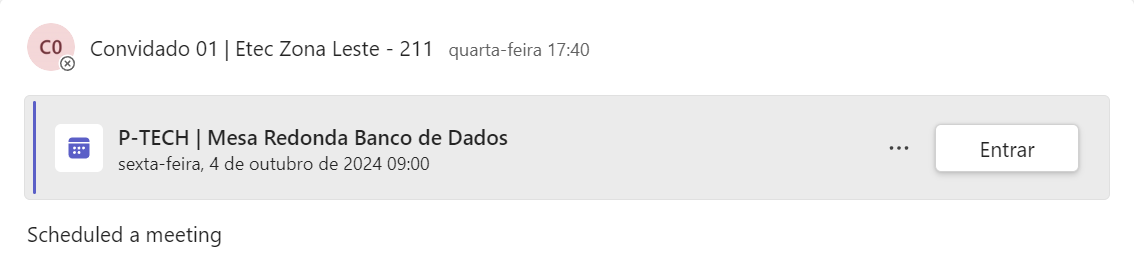 C0 Convidado 01 | Etec Zona Leste - 211 quarta-feira 17:40
P-TECH | Mesa Redonda Banco de Dados
sexta-feira, 4 de outubro de 2024 09:00
... Entrar
Scheduled a meeting